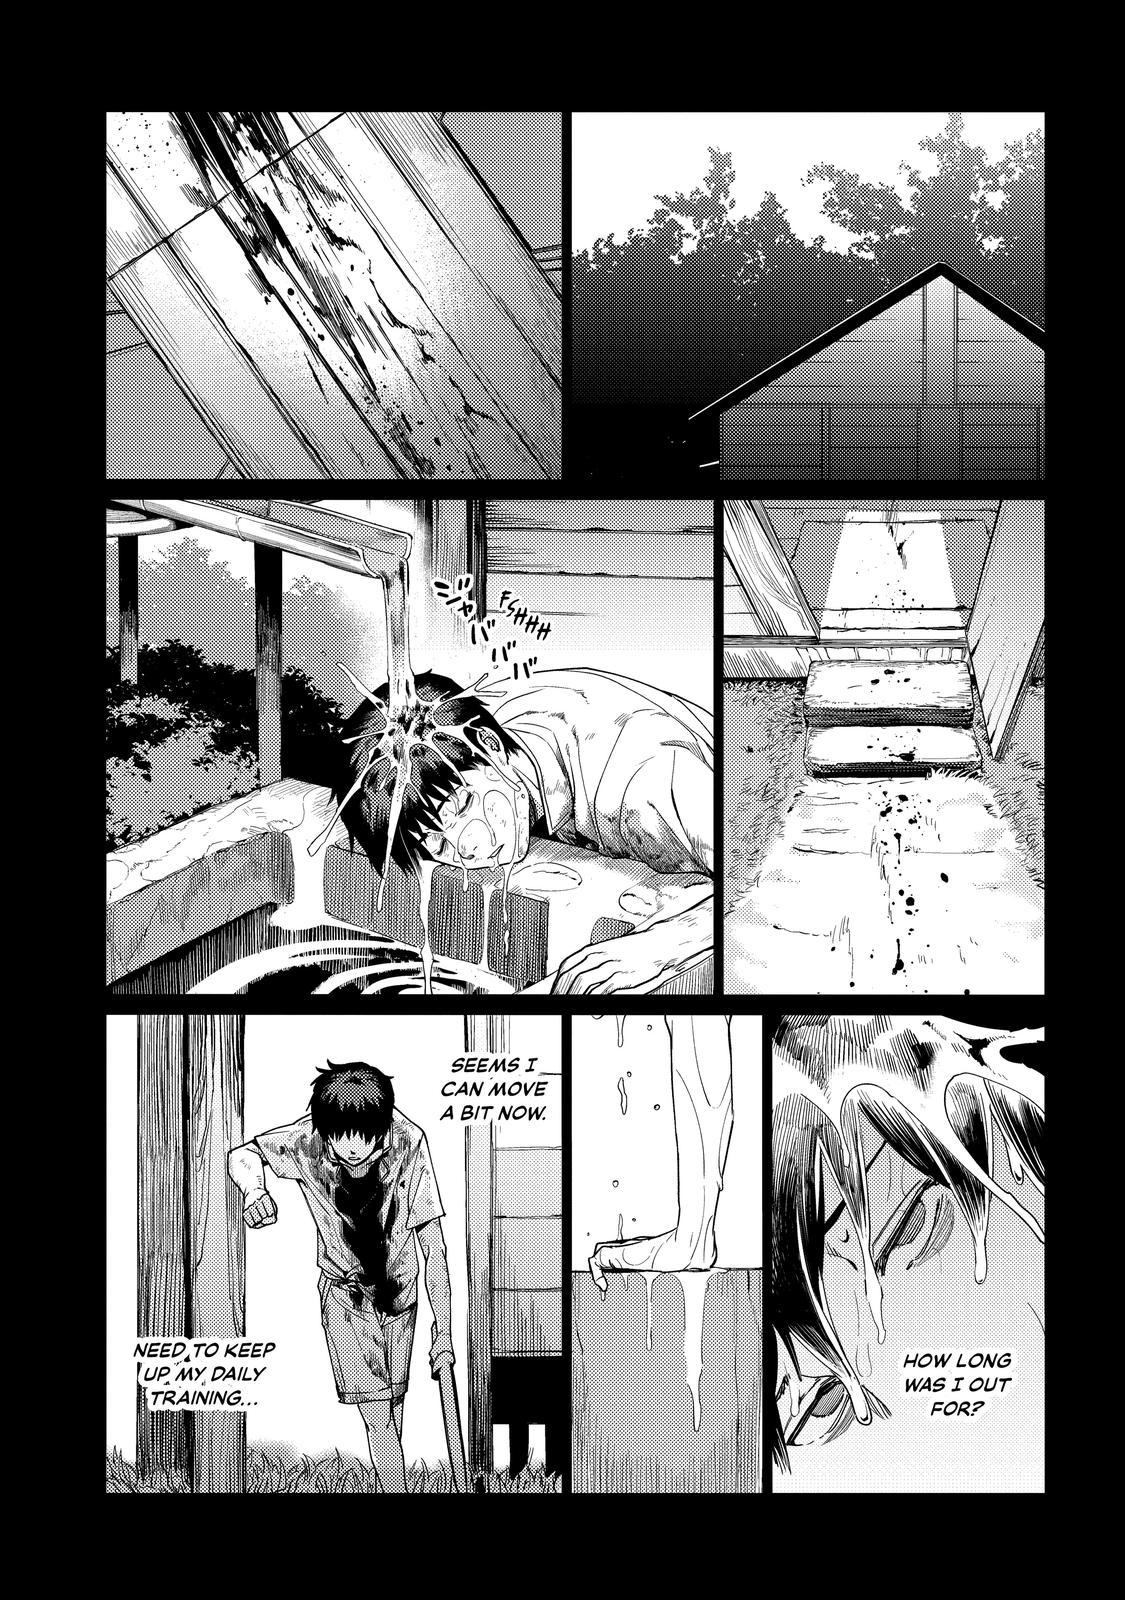 ジャ
バ
バ
バ
FSHHH
HOW LONG
WAS I OUT
FOR?
SEEMS I
CAN MOVE
A BIT NOW.
NEED TO KEEP
UP MY DAILY
TRAINING...